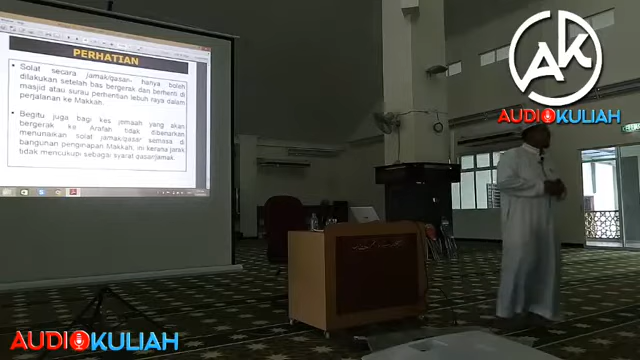 PERHATIAN
• Solat secara jamak/qasar hanya boleh
dilakukan setelah bas bergerak dan berhenti di
masjid atau surau perhentian lebuh raya dalam
perjalanan ke Makkah.
• Begitu juga bagi kes jemaah yang akan
bergerak ke Arafah tidak dibenarkan
menunaikan solat jamak/qasar semasa di
bangunan penginapan Makkah, ini kerana jarak
tidak mencukupi sebagai syarat qasar/jamak.
AK
AUDIOKULIAH
AUDIOKULIAH